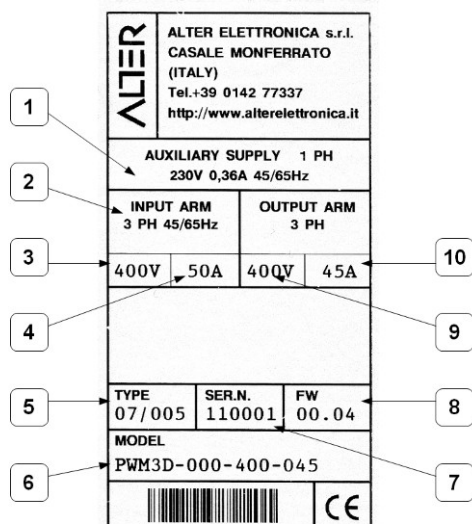 ALTER
ALTER ELETTRONICA s.r.l.
CASALE MONFERRATO
(ITALY)
Tel.+39 0142 77337
http://www.alterelettronica.it
1
AUXILIARY SUPPLY 1 PH
230V 0,36A 45/65Hz
2
INPUT ARM
3 PH 45/65Hz
OUTPUT ARM
3 PH
3
400V
50A
400V
45A
10
4
9
5
TYPE
07/005
SER.N.
110001
FW
00.04
8
MODEL
6
PWM3D-000-400-045
7
CE